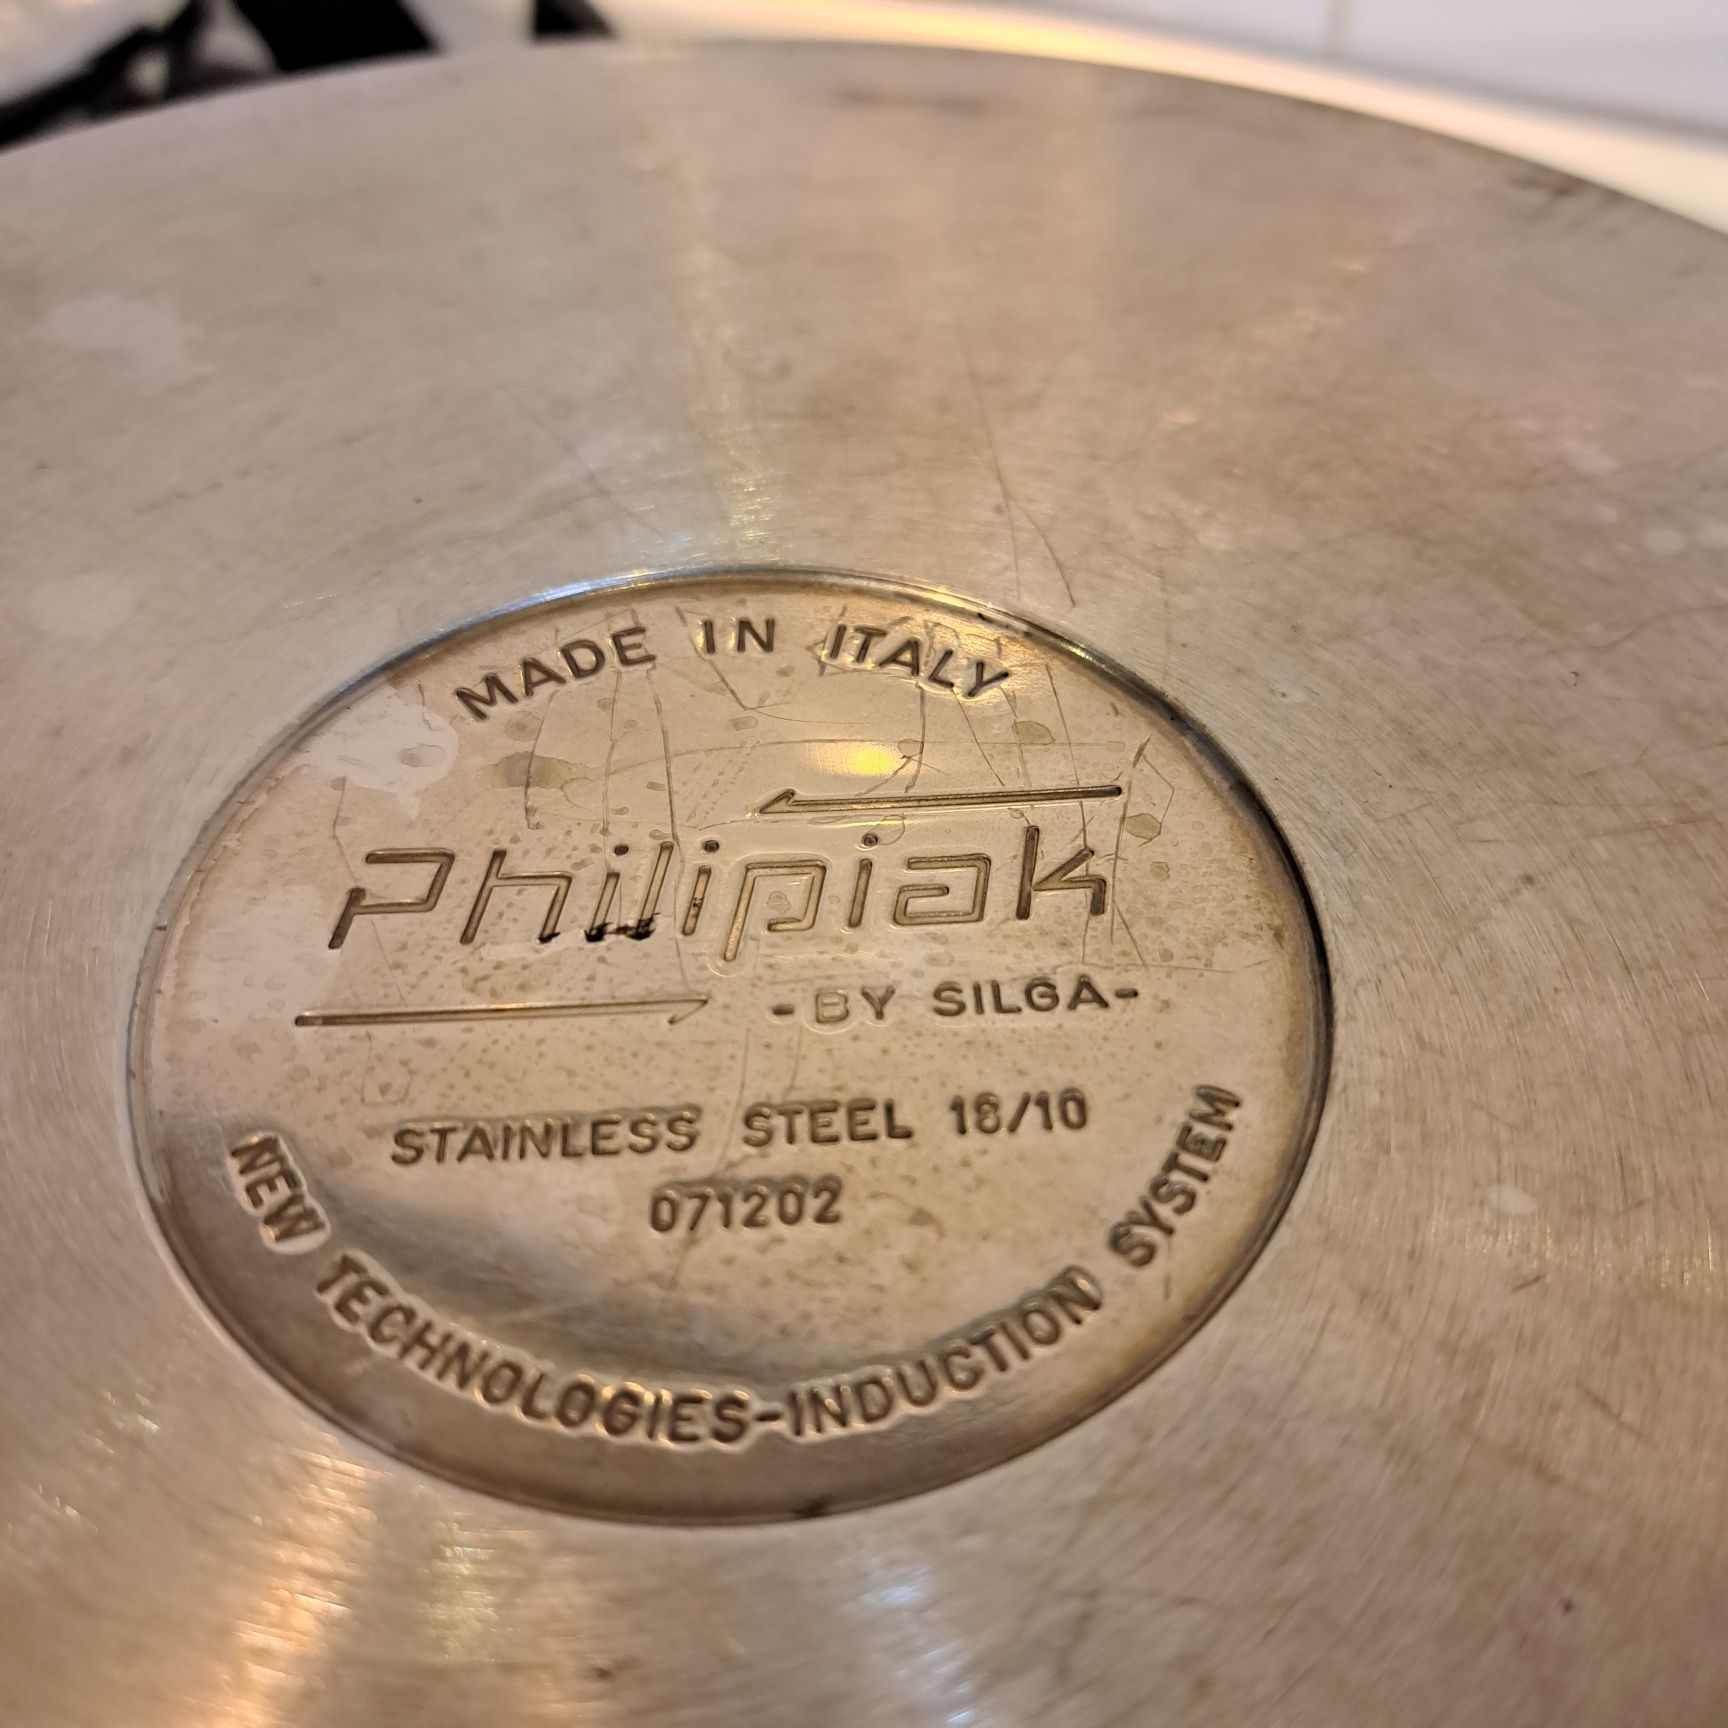 MADE IN ITALY
Philipiak
-BY SILGA-
STAINLESS STEEL 18/10
071202
NEW TECHNOLOGIES-INDUCTION SYSTEM